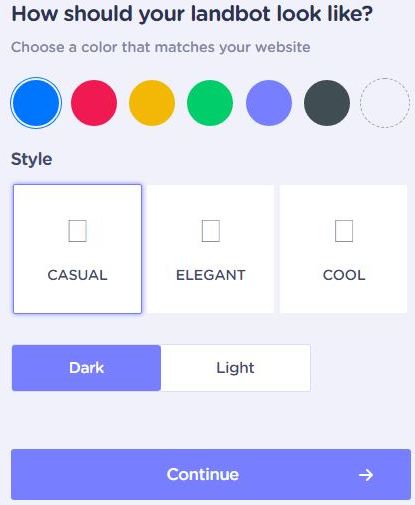 How should your landbot look like?
Choose a color that matches your website
Style
CASUAL
ELEGANT
COOL
Dark
Light
Continue